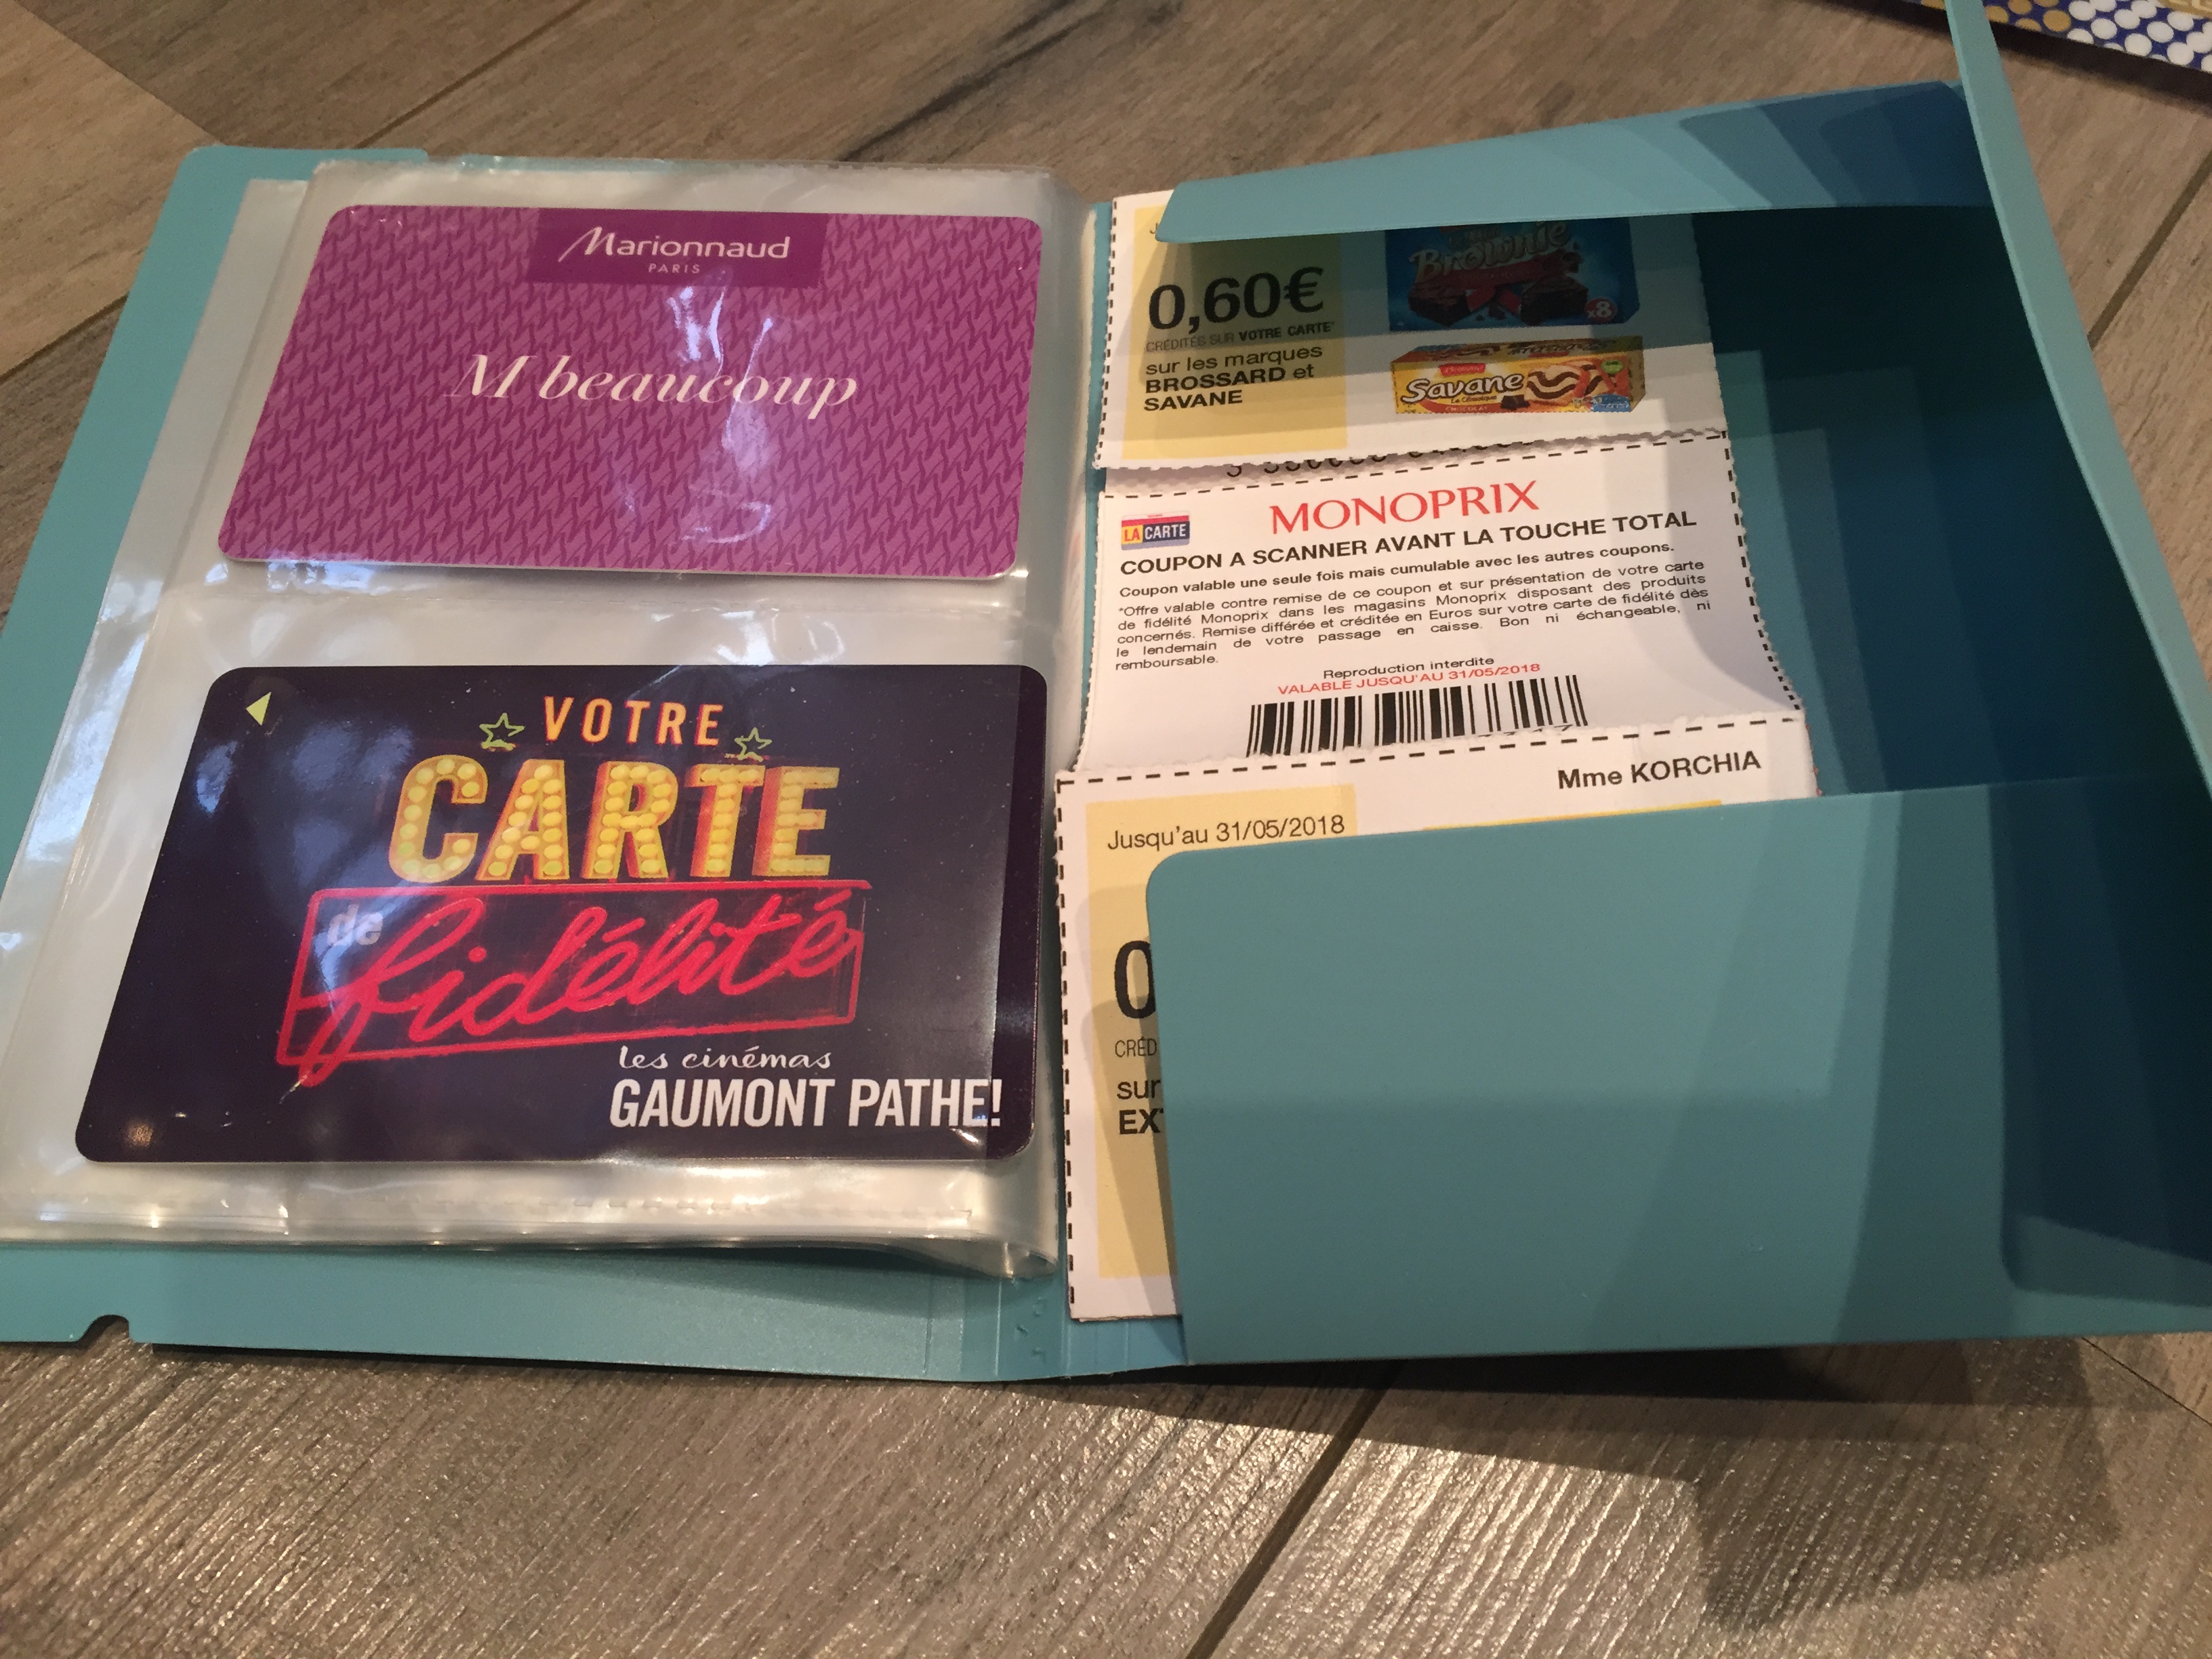 Marionnaud
PARIS
M beaucoup
VOTRE
CARTE
de fidélité
les cinémas
GAUMONT PATHE!
0,60€
CRÉDITÉS SUR VOTRE CARTE*
sur les marques
BROSSARD et
SAVANE
Brownie
x8
Savane
MONOPRIX
LA CARTE
COUPON A SCANNER AVANT LA TOUCHE TOTAL
Coupon valable une seule fois mais cumulable avec les autres coupons.
*Offre valable contre remise de ce coupon et sur présentation de votre carte
de fidélité Monoprix dans les magasins Monoprix disposant des produits
concernés. Remise différée et créditée en Euros sur votre carte de fidélité dès
le lendemain de votre passage en caisse. Bon ni échangeable, ni
remboursable.
Reproduction interdite
VALABLE JUSQU'AU 31/05/2018
Mme KORCHIA
Jusqu'au 31/05/2018
0
CRÉD
sur
EX